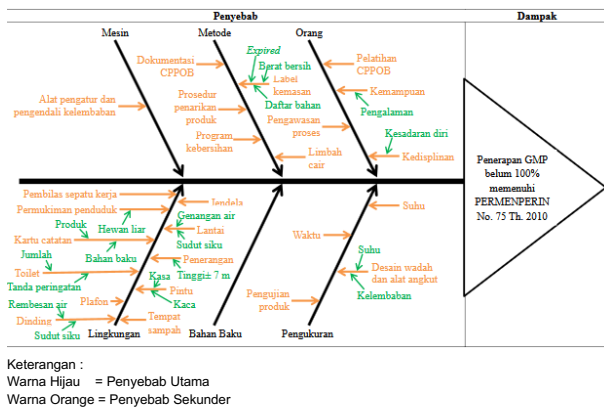 Penyebab
Dampak
Mesin
Metode
Orang
Dokumentasi
CPPOB
Expired
Berat bersih
Label
kemasan
Daftar bahan
Pelatihan
CPPOB
Kemampuan
Pengalaman
Alat pengatur dan
pengendali kelembaban
Prosedur
penarikan
produk
Program
kebersihan
Pengawasan
proses
Limbah
cair
Kesadaran diri
Kedisplinan
Penerapan GMP
belum 100%
memenuhi
PERMENPERIN
No. 75 Th. 2010
Pembilas sepatu kerja
Jendela
Permukiman penduduk
Hewan liar
Genangan air
Lantai
Sudut siku
Produk
Kartu catatan
Bahan baku
Penerangan
Tinggi± 7 m
Jumlah
Toilet
Tanda peringatan
Kasa
Pintu
Kaca
Plafon
Rembesan air
Dinding
Sudut siku
Tempat
sampah
Suhu
Waktu
Suhu
Desain wadah
dan alat angkut
Kelembaban
Pengujian
produk
Lingkungan
Bahan Baku
Pengukuran
Keterangan :
Warna Hijau = Penyebab Utama
Warna Orange = Penyebab Sekunder